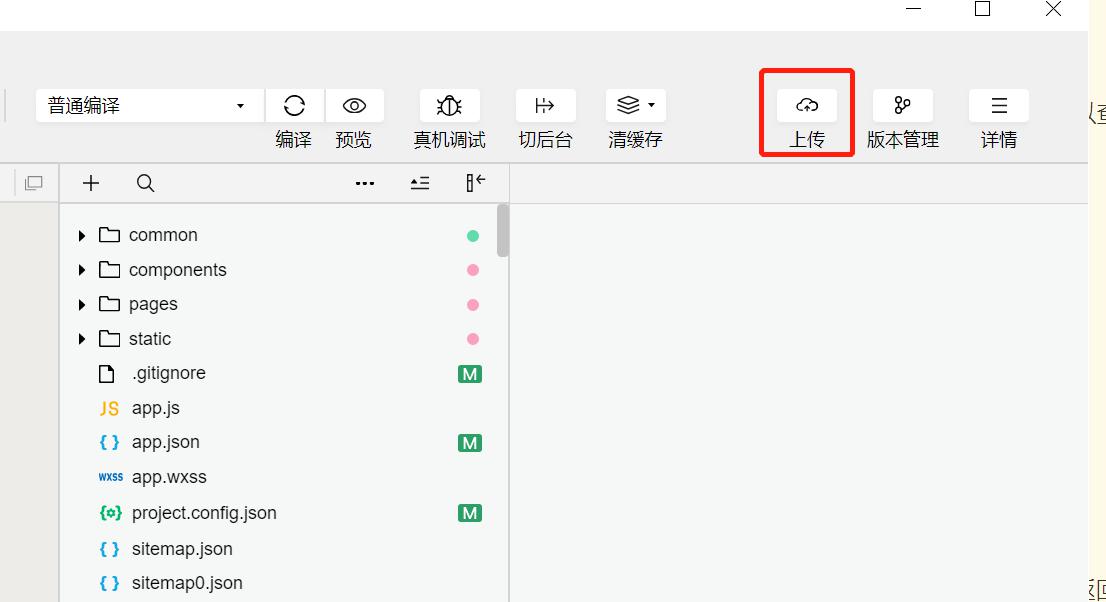 普通编译
编译
预览
真机调试
切后台
清缓存
上传
版本管理
详情
common
components
pages
static
.gitignore
M
JS
app.js
{ }
app.json
M
wxss
app.wxss
project.config.json
M
{ }
sitemap.json
{ }
sitemap0.json